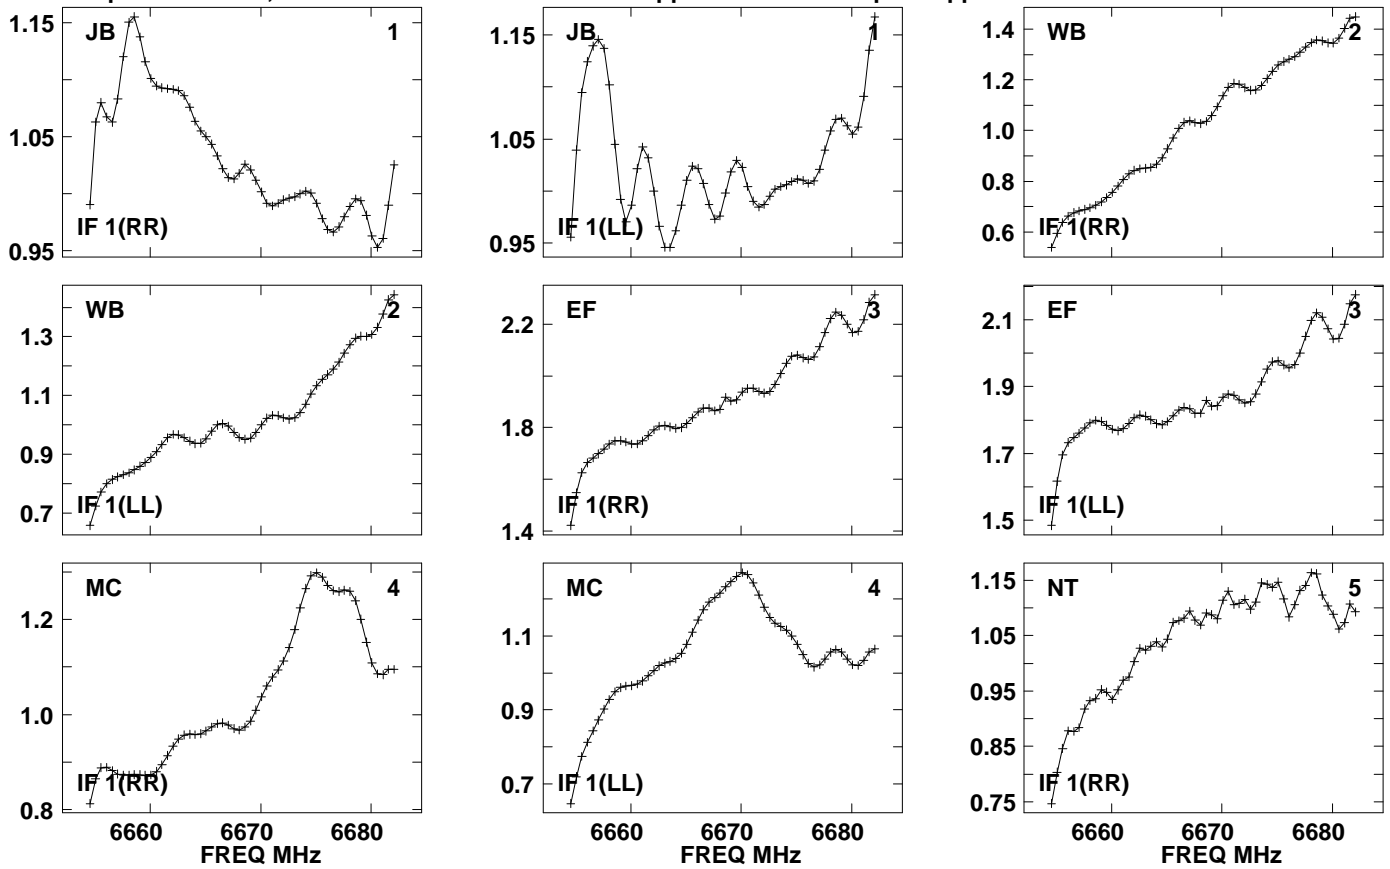 JB 1
1.15
1.05
0.95
IF 1(RR)
JB 1
1.15
1.05
0.95
IF 1(LL)
WB 2
1.4
1.2
1.0
0.8
0.6
IF 1(RR)
WB 2
1.3
1.1
0.9
0.7
IF 1(LL)
EF 3
2.2
1.8
1.4
IF 1(RR)
EF 3
2.1
1.9
1.7
1.5
IF 1(LL)
MC 4
1.2
1.0
0.8
IF 1(RR)
6660 6670 6680
FREQ MHz
MC 4
1.1
0.9
0.7
IF 1(LL)
6660 6670 6680
FREQ MHz
NT 5
1.15
1.05
0.95
0.85
0.75
IF 1(RR)
6660 6670 6680
FREQ MHz